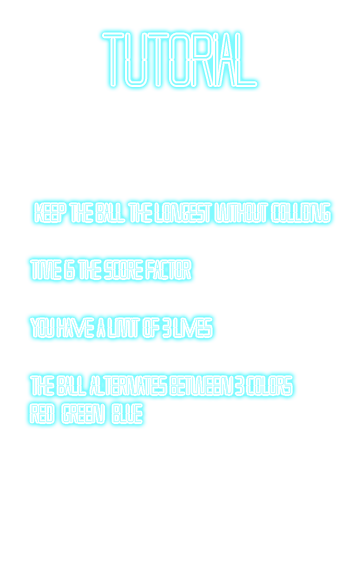 TUTORIAL
KEEP THE BALL THE LONGEST WITHOUT COLLDING
TIME IS THE SCORE FACTOR
YOU HAVE A LIMIT OF 3 LIVES
THE BALL ALTERNATES BETWEEN 3 COLORS
RED GREEN BLUE